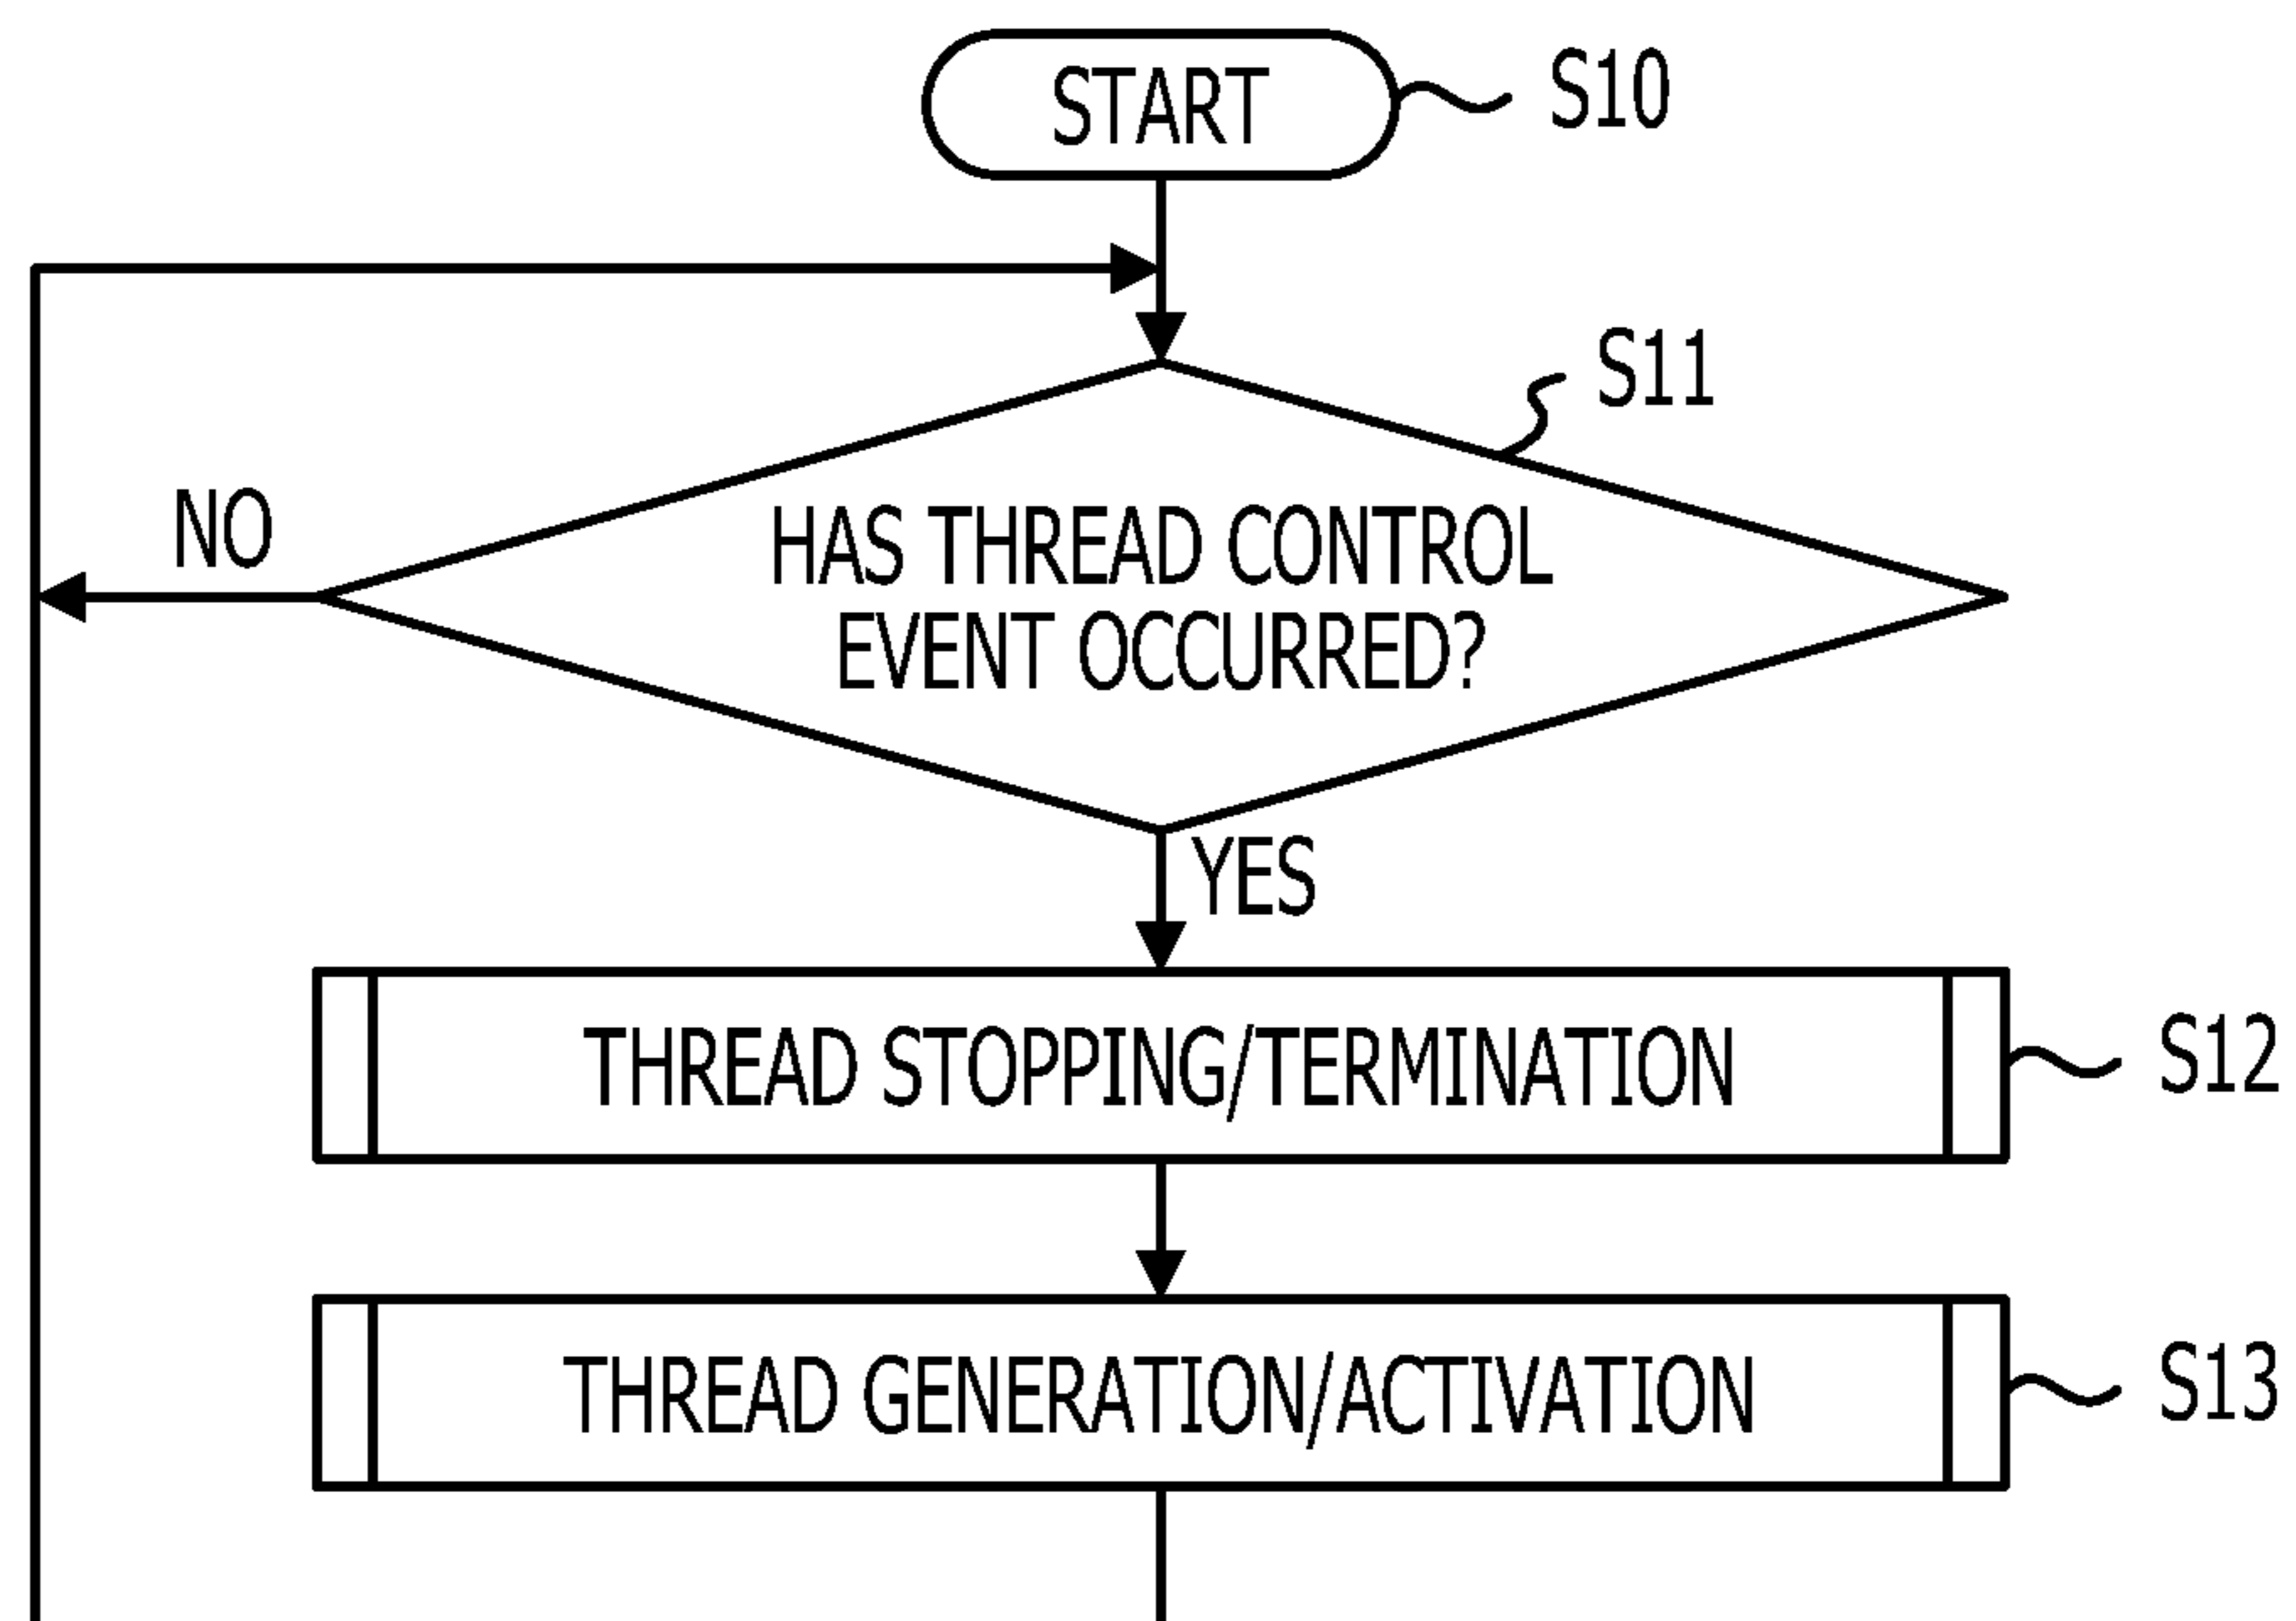 START
S10
S11
NO
HAS THREAD CONTROL
EVENT OCCURRED?
YES
THREAD STOPPING/TERMINATION
S12
THREAD GENERATION/ACTIVATION
S13